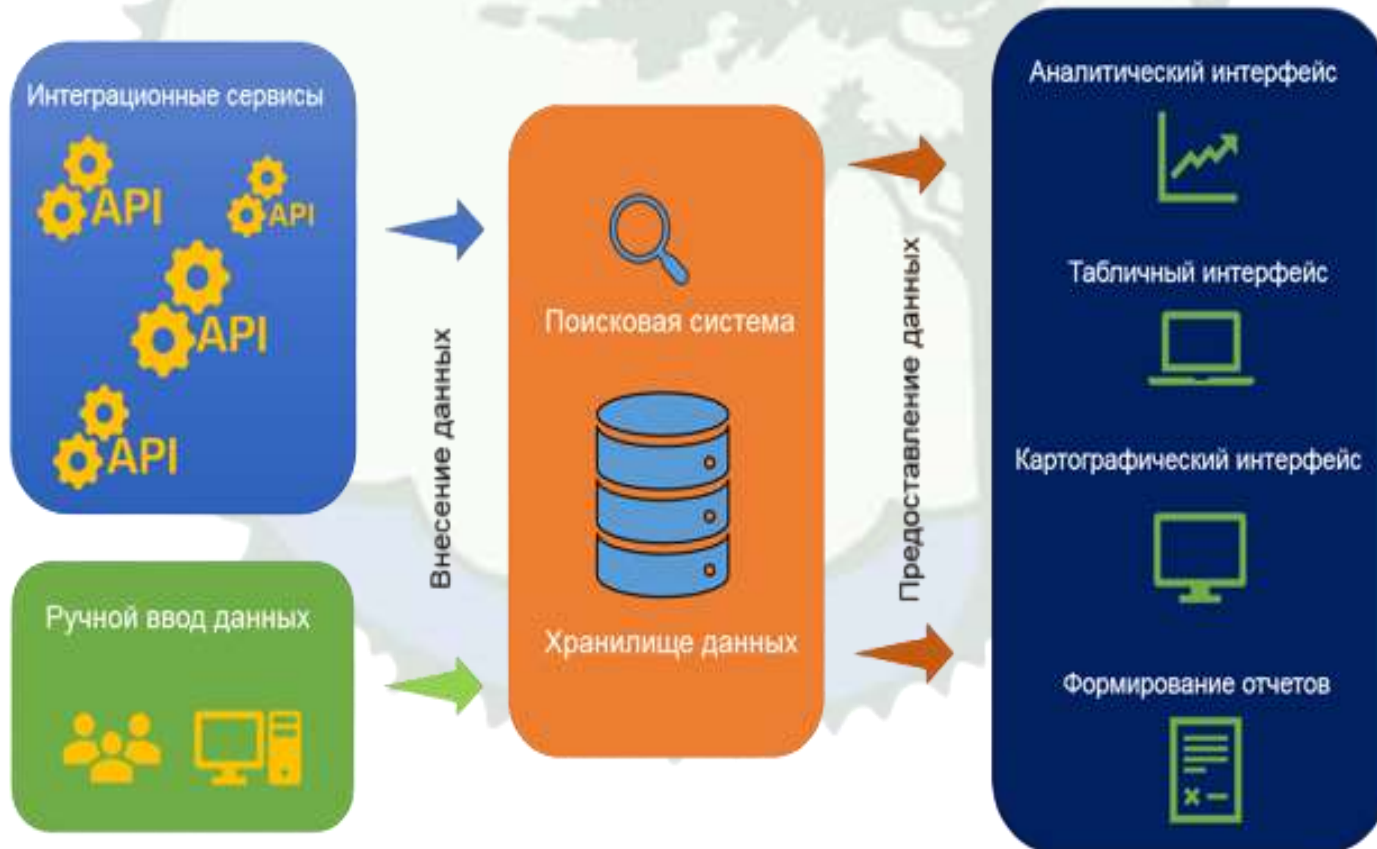 Интеграционные сервисы
API
API
API
API
Ручной ввод данных
Внесение данных
Поисковая система
Хранилище данных
Предоставление данных
Аналитический интерфейс
Табличный интерфейс
Картографический интерфейс
Формирование отчетов